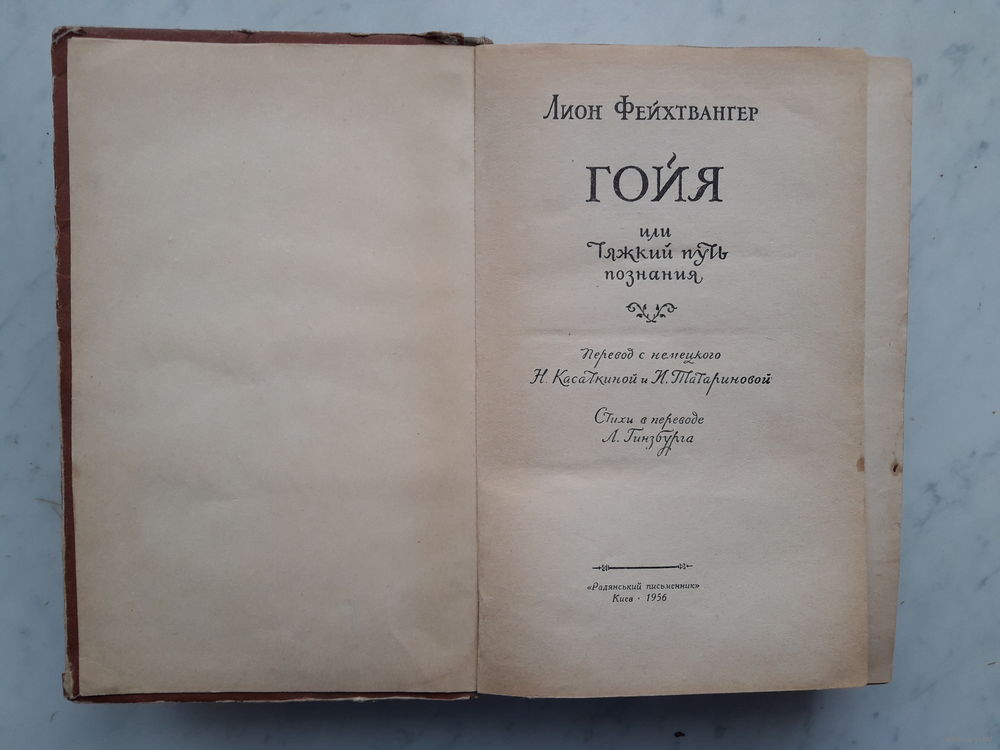 Лион Фейхтвангер
ГОЙЯ
или
Тяжкий путь
познания
Перевод с немецкого
Н. Касаткиной и И. Татариновой
Стихи в переводе
Л. Гинзбурга
«Радянський письменник»
Киев · 1956